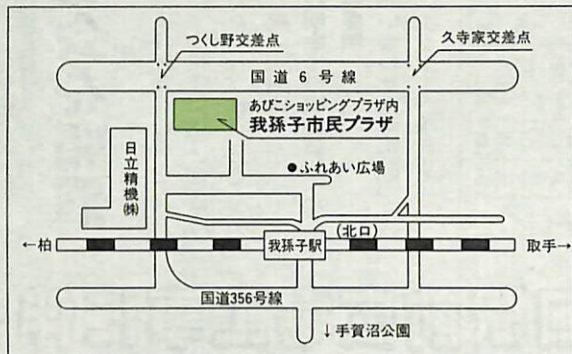 つくし野交差点
久寺家交差点
国道6号線
あびこショッピングプラザ内
我孫子市民プラザ
日立精機㈱
●ふれあい広場
(北口)
←柏
我孫子駅
取手→
国道356号線
↓手賀沼公園